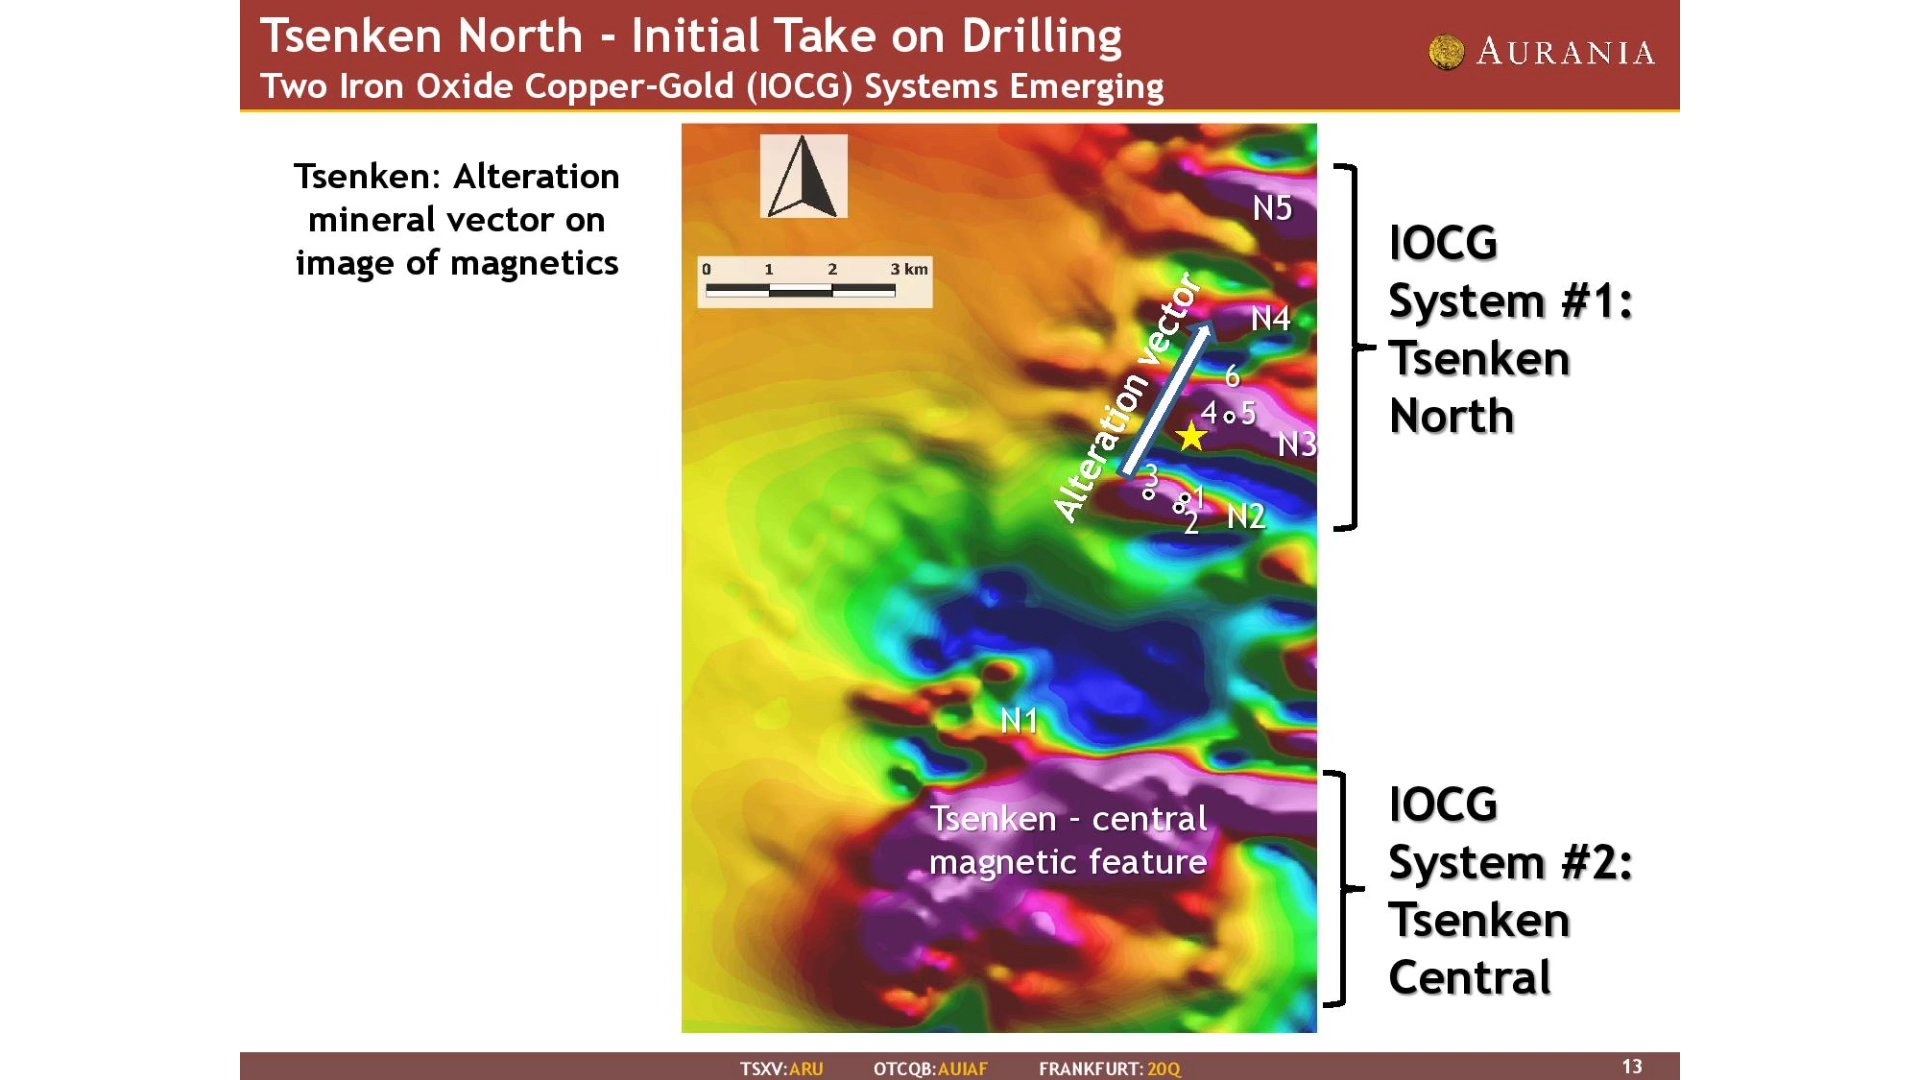 Tsenken North - Initial Take on Drilling
Two Iron Oxide Copper-Gold (IOCG) Systems Emerging
AURANIA
Tsenken: Alteration
mineral vector on
image of magnetics
0 1 2 3 km
N5
Alteration vector
N4
6
4 5
N3
3
1
2
N2
N1
Tsenken - central
magnetic feature
IOCG
System #1:
Tsenken
North
IOCG
System #2:
Tsenken
Central
TSXV:ARU OTCQB:AUIAF FRANKFURT:20Q
13